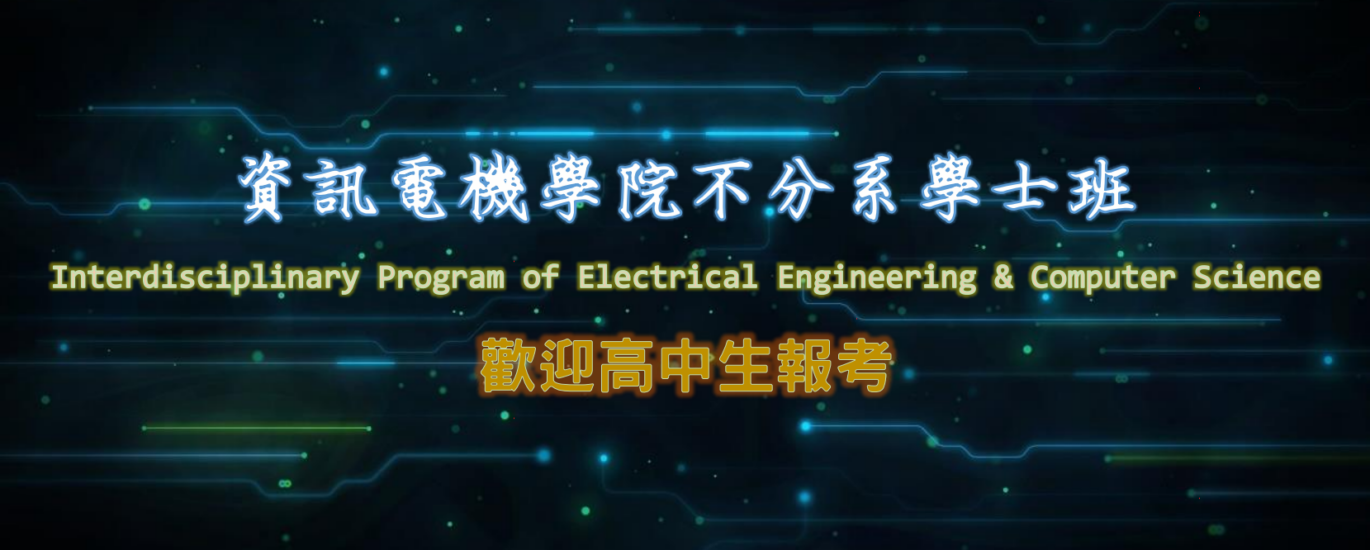 資訊電機學院不分系學士班
Interdisciplinary Program of Electrical Engineering & Computer Science
歡迎高中生報考